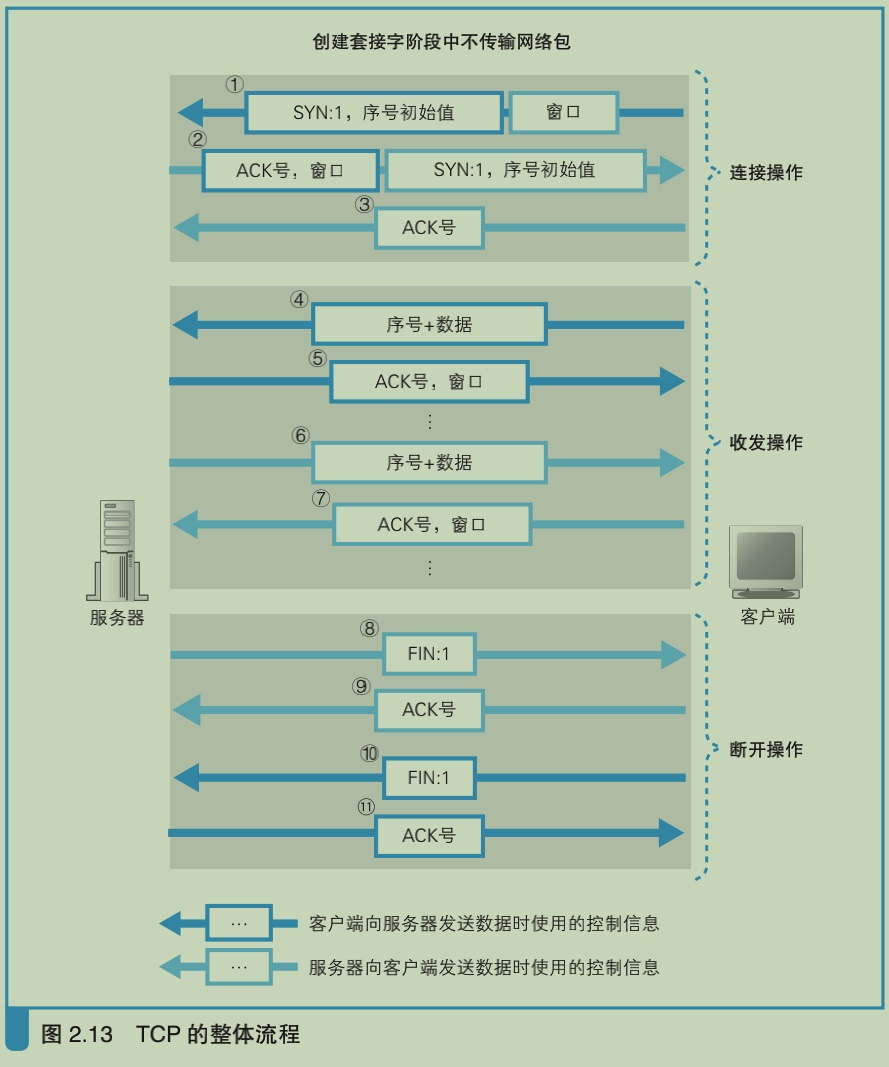 创建套接字阶段中不传输网络包
①
SYN:1，序号初始值
窗口
②
ACK号，窗口
SYN:1，序号初始值
连接操作
③
ACK号
④
序号+数据
⑤
ACK号，窗口
⋮
⑥
序号+数据
收发操作
⑦
ACK号，窗口
⋮
服务器
客户端
⑧
FIN:1
⑨
ACK号
⑩
FIN:1
断开操作
⑪
ACK号
… 客户端向服务器发送数据时使用的控制信息
… 服务器向客户端发送数据时使用的控制信息
图 2.13 TCP 的整体流程